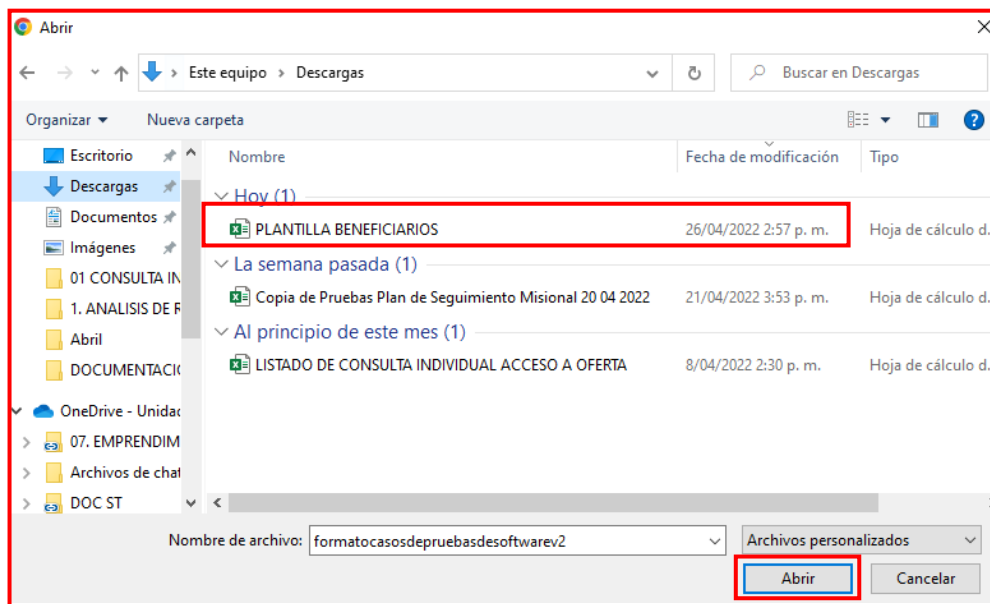 Abrir
Este equipo > Descargas
Buscar en Descargas
Organizar
Nueva carpeta
?
Escritorio
Descargas
Documentos
Imágenes
01 CONSULTA IN
1. ANALISIS DE R
Abril
DOCUMENTACI
OneDrive - Unidad
07. EMPRENDIM
Archivos de chat
DOC ST
Nombre Fecha de modificación Tipo
Hoy (1)
PLANTILLA BENEFICIARIOS 26/04/2022 2:57 p. m. Hoja de cálculo d.
La semana pasada (1)
Copia de Pruebas Plan de Seguimiento Misional 20 04 2022 21/04/2022 3:53 p. m. Hoja de cálculo d.
Al principio de este mes (1)
LISTADO DE CONSULTA INDIVIDUAL ACCESO A OFERTA 8/04/2022 2:30 p. m. Hoja de cálculo d.
Nombre de archivo: formatocasosdepruebasdesoftwarev2
Archivos personalizados
Abrir
Cancelar